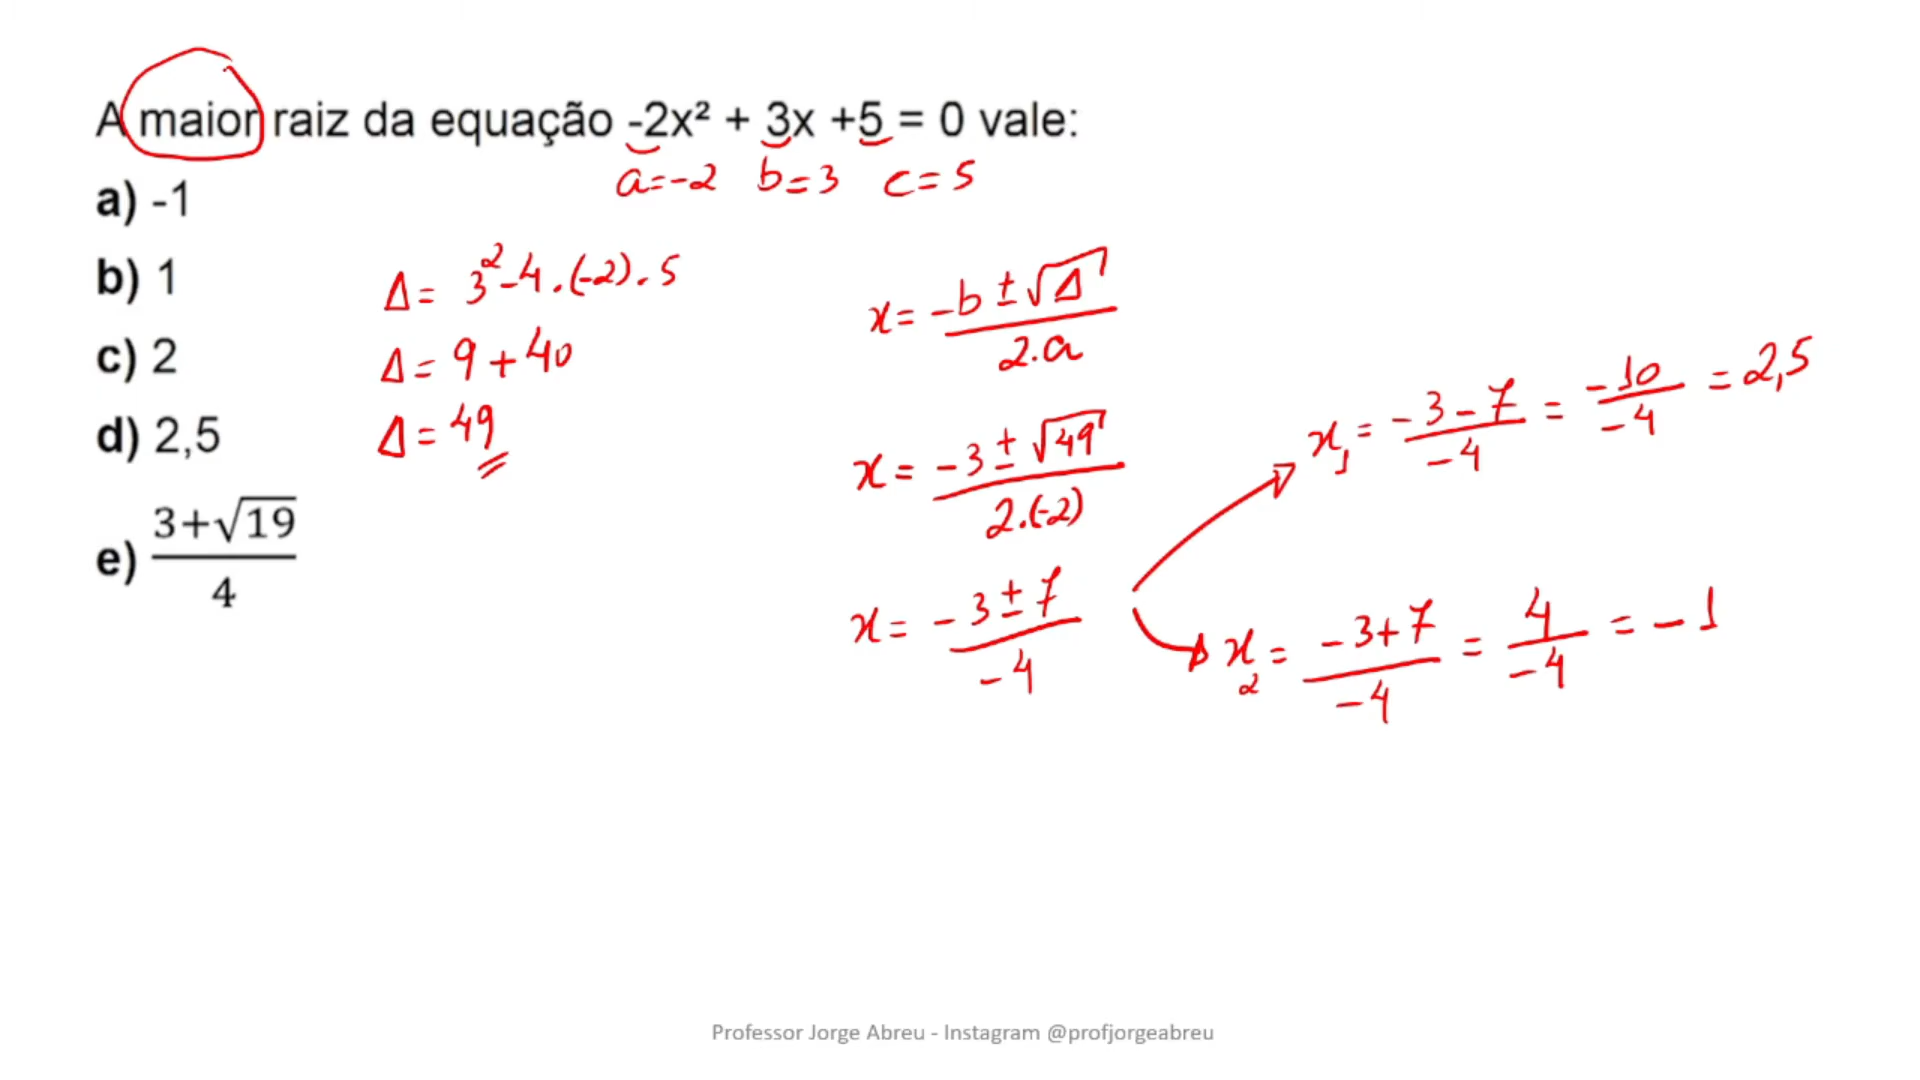 A maior raiz da equação -2x² + 3x +5 = 0 vale:
a=-2 b=3 c=5
a) -1
b) 1
c) 2
d) 2,5
e) 3+√19/4
Δ= 3²-4.(-2).5
Δ= 9+40
Δ= 49
x= -b±√Δ/2.a
x= -3±√49/2.(-2)
x= -3±7/-4
x₁= -3-7/-4 = -10/-4 = 2,5
x₂= -3+7/-4 = 4/-4 = -1
Professor Jorge Abreu - Instagram @profjorgeabreu